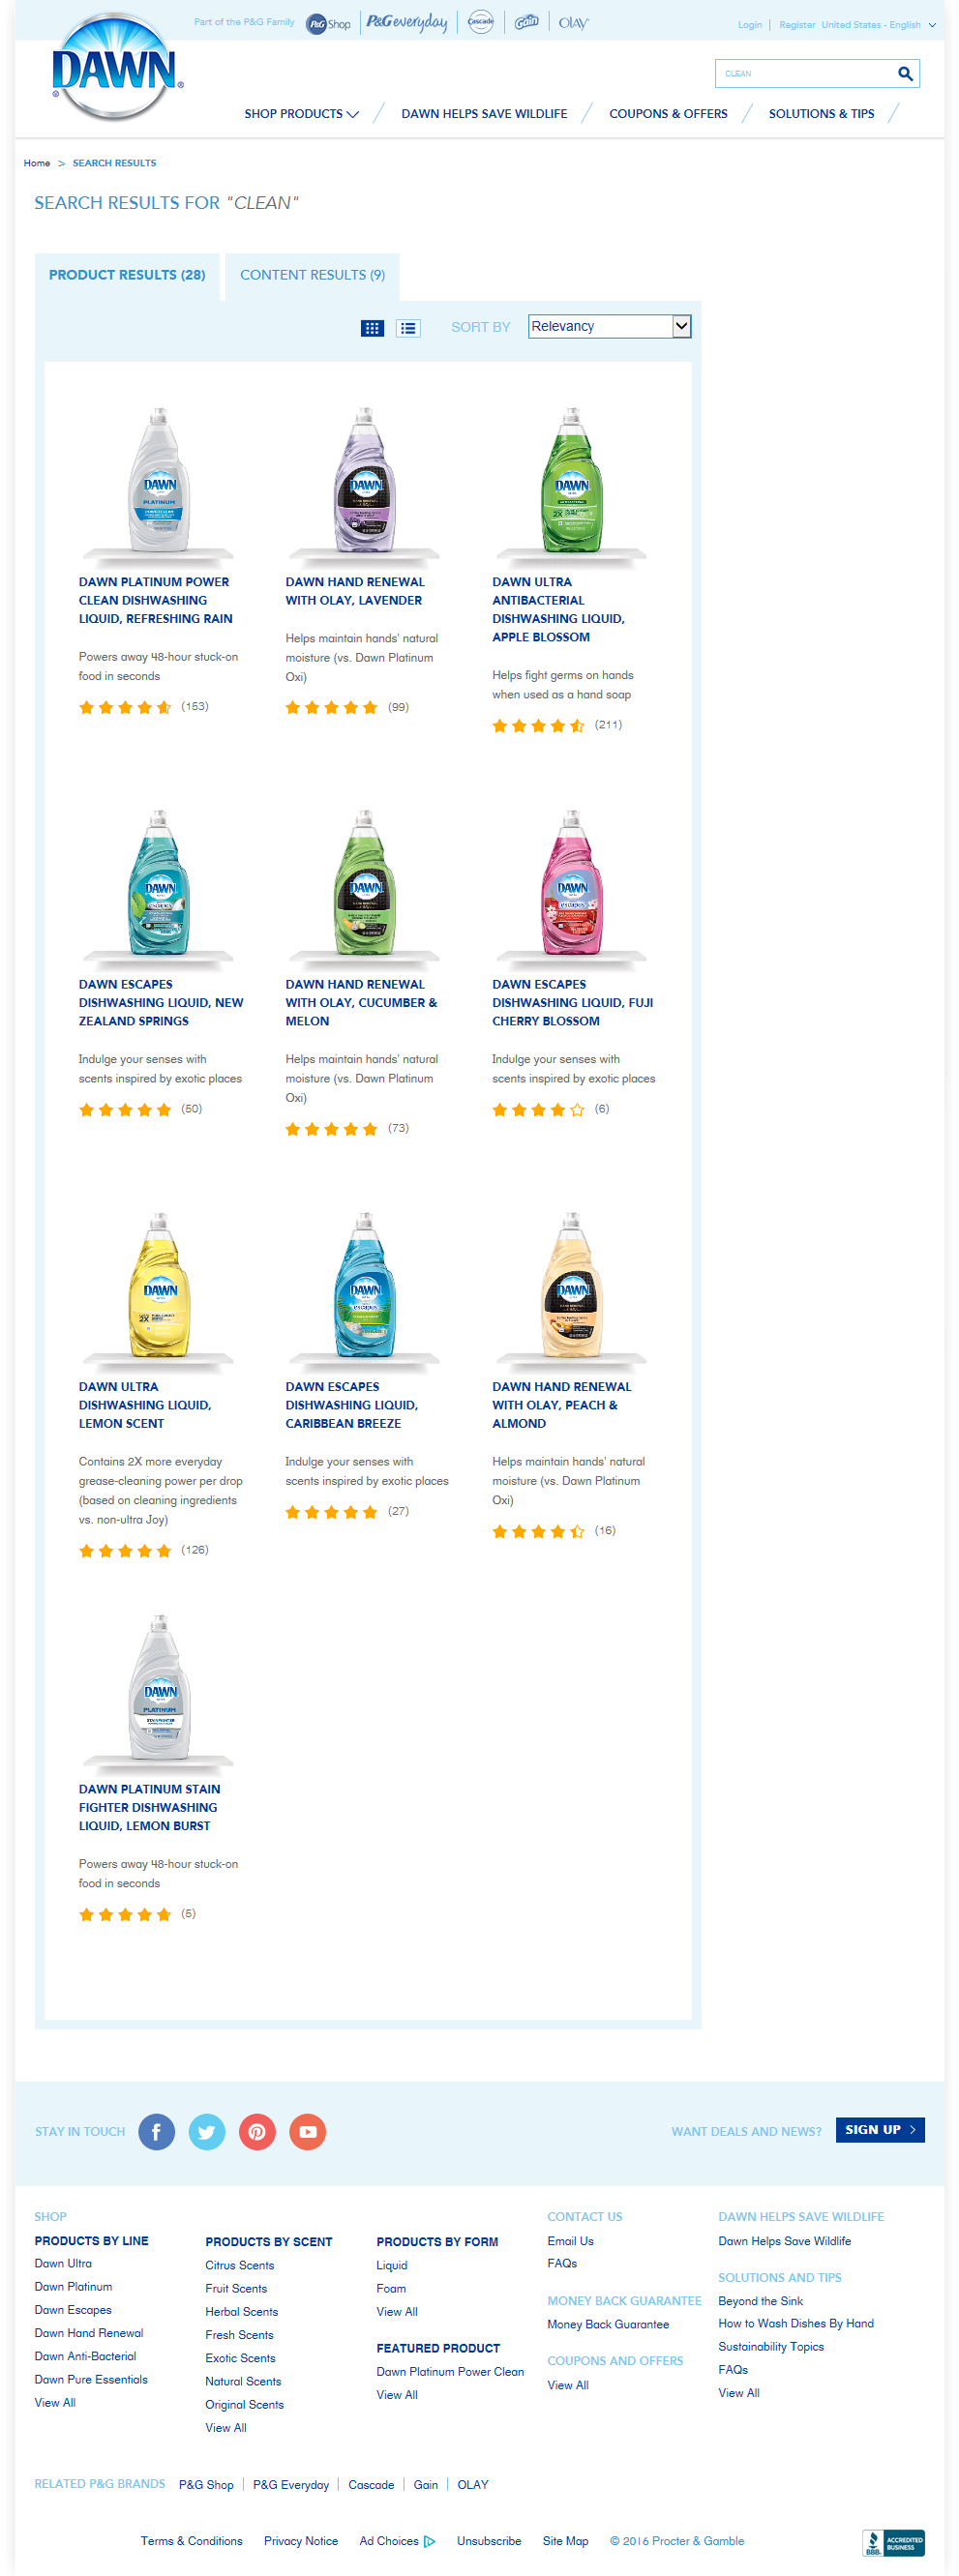 DAWN
Part of the P&G Family
P&G Shop
P&G everyday
Cascade
Gain
OLAY
Login
Register
United States - English
CLEAN
SHOP PRODUCTS
DAWN HELPS SAVE WILDLIFE
COUPONS & OFFERS
SOLUTIONS & TIPS
Home > SEARCH RESULTS
SEARCH RESULTS FOR "CLEAN"
PRODUCT RESULTS (28)
CONTENT RESULTS (9)
SORT BY
Relevancy
DAWN
PLATINUM
DAWN
DAWN
DAWN PLATINUM POWER
CLEAN DISHWASHING
LIQUID, REFRESHING RAIN
Powers away 48-hour stuck-on
food in seconds
(153)
DAWN HAND RENEWAL
WITH OLAY, LAVENDER
Helps maintain hands' natural
moisture (vs. Dawn Platinum
Oxi)
(99)
DAWN ULTRA
ANTIBACTERIAL
DISHWASHING LIQUID,
APPLE BLOSSOM
Helps fight germs on hands
when used as a hand soap
(211)
DAWN
escapes
DAWN
DAWN
escapes
DAWN ESCAPES
DISHWASHING LIQUID, NEW
ZEALAND SPRINGS
Indulge your senses with
scents inspired by exotic places
(50)
DAWN HAND RENEWAL
WITH OLAY, CUCUMBER &
MELON
Helps maintain hands' natural
moisture (vs. Dawn Platinum
Oxi)
(73)
DAWN ESCAPES
DISHWASHING LIQUID, FUJI
CHERRY BLOSSOM
Indulge your senses with
scents inspired by exotic places
(6)
DAWN
2X
DAWN
escapes
DAWN
DAWN ULTRA
DISHWASHING LIQUID,
LEMON SCENT
Contains 2X more everyday
grease-cleaning power per drop
(based on cleaning ingredients
vs. non-ultra Joy)
(126)
DAWN ESCAPES
DISHWASHING LIQUID,
CARIBBEAN BREEZE
Indulge your senses with
scents inspired by exotic places
(27)
DAWN HAND RENEWAL
WITH OLAY, PEACH &
ALMOND
Helps maintain hands' natural
moisture (vs. Dawn Platinum
Oxi)
(16)
DAWN
PLATINUM
DAWN PLATINUM STAIN
FIGHTER DISHWASHING
LIQUID, LEMON BURST
Powers away 48-hour stuck-on
food in seconds
(5)
STAY IN TOUCH
WANT DEALS AND NEWS?
SIGN UP >
SHOP
PRODUCTS BY LINE
Dawn Ultra
Dawn Platinum
Dawn Escapes
Dawn Hand Renewal
Dawn Anti-Bacterial
Dawn Pure Essentials
View All
PRODUCTS BY SCENT
Citrus Scents
Fruit Scents
Herbal Scents
Fresh Scents
Exotic Scents
Natural Scents
Original Scents
View All
PRODUCTS BY FORM
Liquid
Foam
View All
FEATURED PRODUCT
Dawn Platinum Power Clean
View All
CONTACT US
Email Us
FAQs
MONEY BACK GUARANTEE
Money Back Guarantee
COUPONS AND OFFERS
View All
DAWN HELPS SAVE WILDLIFE
Dawn Helps Save Wildlife
SOLUTIONS AND TIPS
Beyond the Sink
How to Wash Dishes By Hand
Sustainability Topics
FAQs
View All
RELATED P&G BRANDS
P&G Shop
P&G Everyday
Cascade
Gain
OLAY
Terms & Conditions
Privacy Notice
Ad Choices
Unsubscribe
Site Map
© 2016 Procter & Gamble
BBB
ACCREDITED
BUSINESS